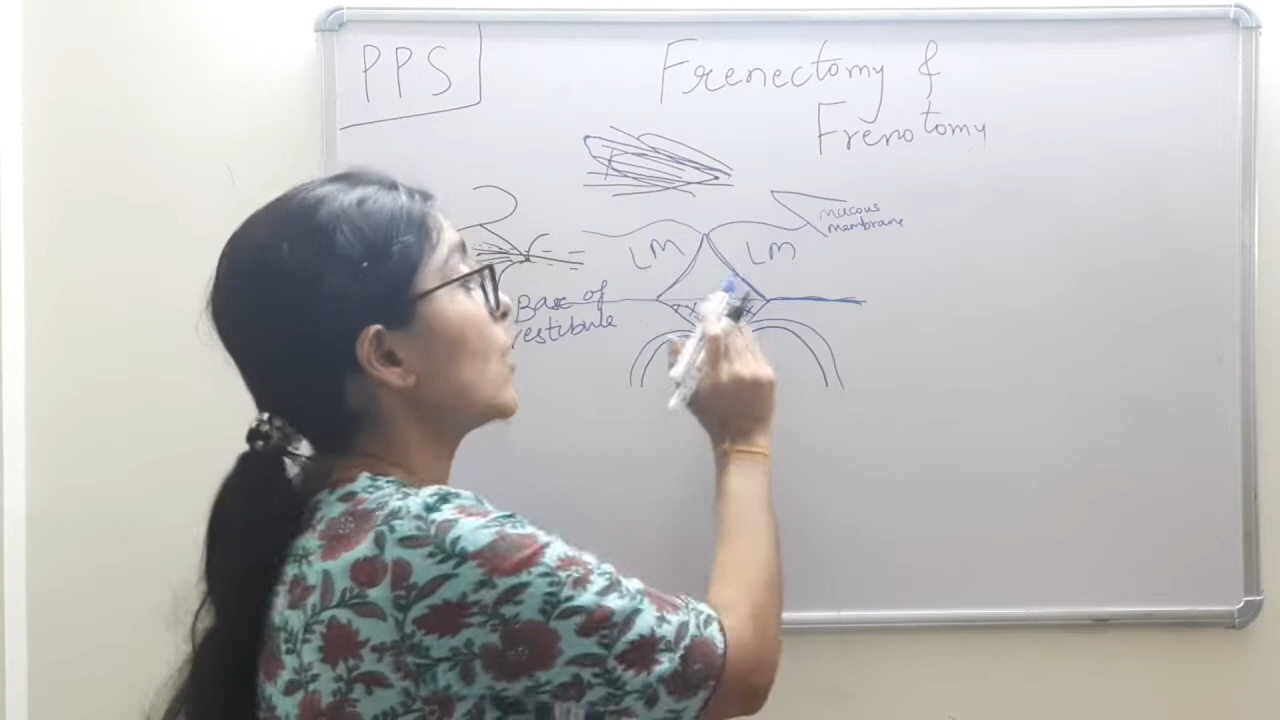 PPS
Frenectomy &
Frenotomy
mucous
membrane
LM
LM
Base of
vestibule
x
x